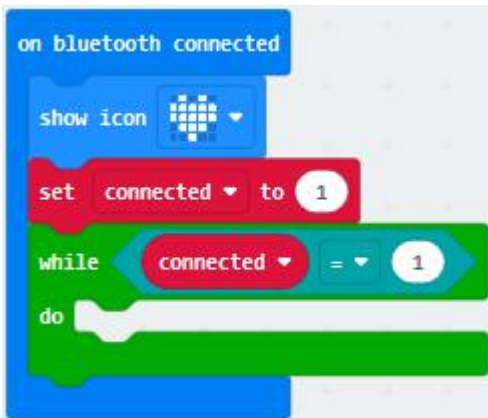 on bluetooth connected
show icon
set connected to 1
while connected = 1
do